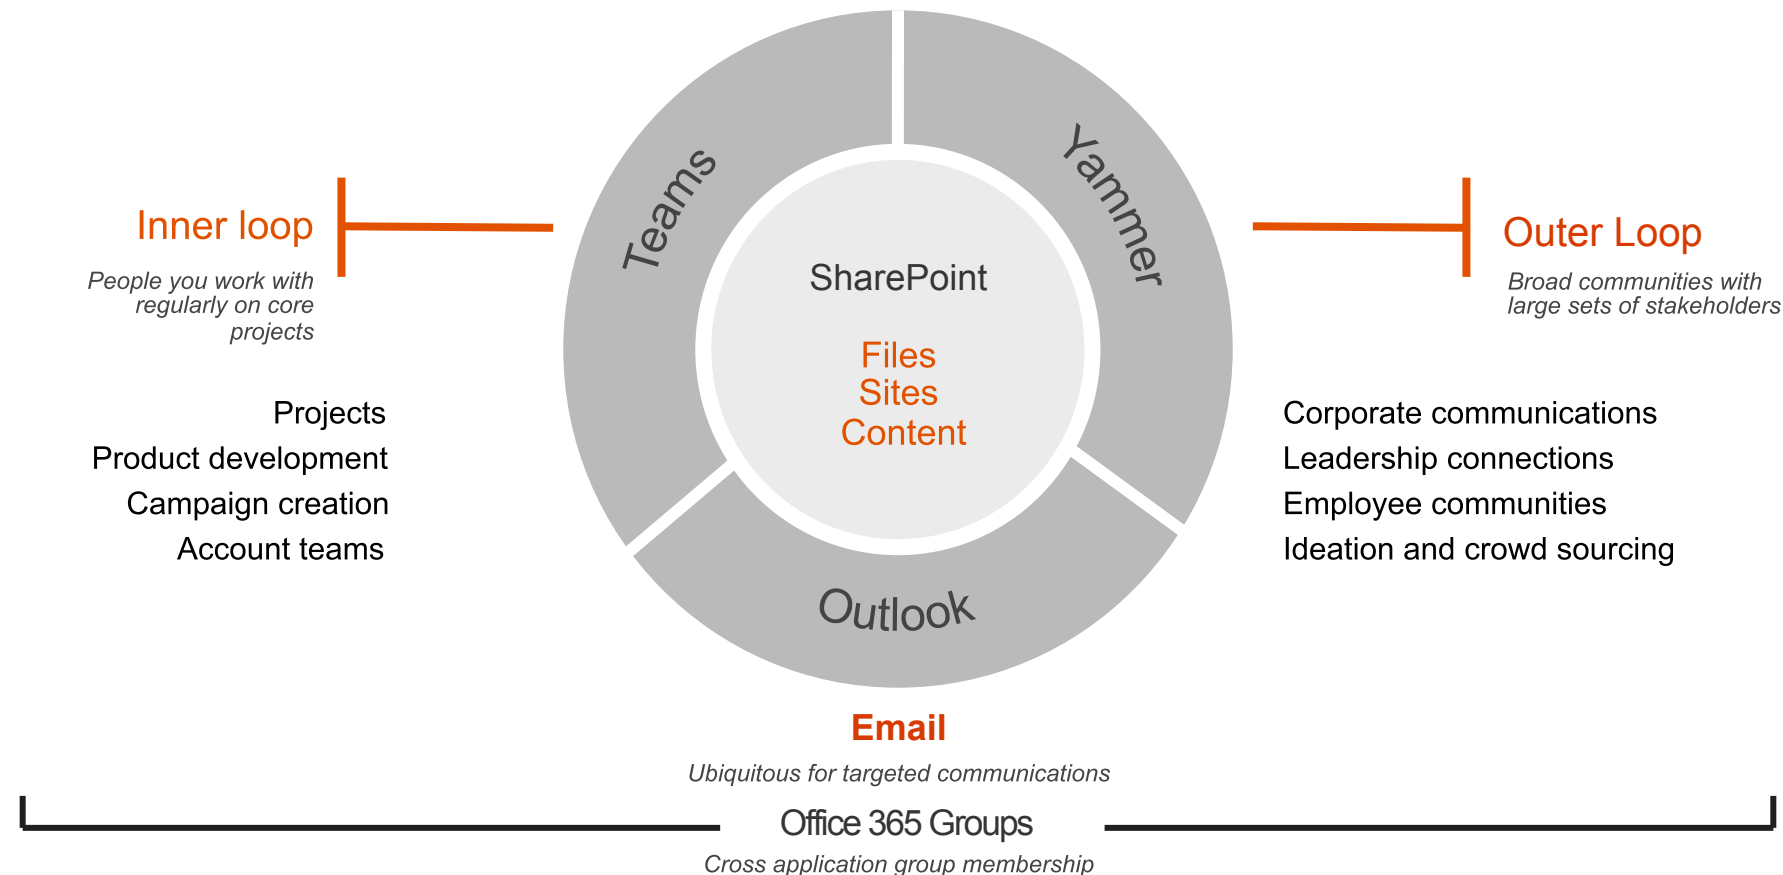 Teams
Yammer
Outlook
SharePoint
Files
Sites
Content
Inner loop
People you work with
regularly on core
projects
Projects
Product development
Campaign creation
Account teams
Outer Loop
Broad communities with
large sets of stakeholders
Corporate communications
Leadership connections
Employee communities
Ideation and crowd sourcing
Email
Ubiquitous for targeted communications
Office 365 Groups
Cross application group membership